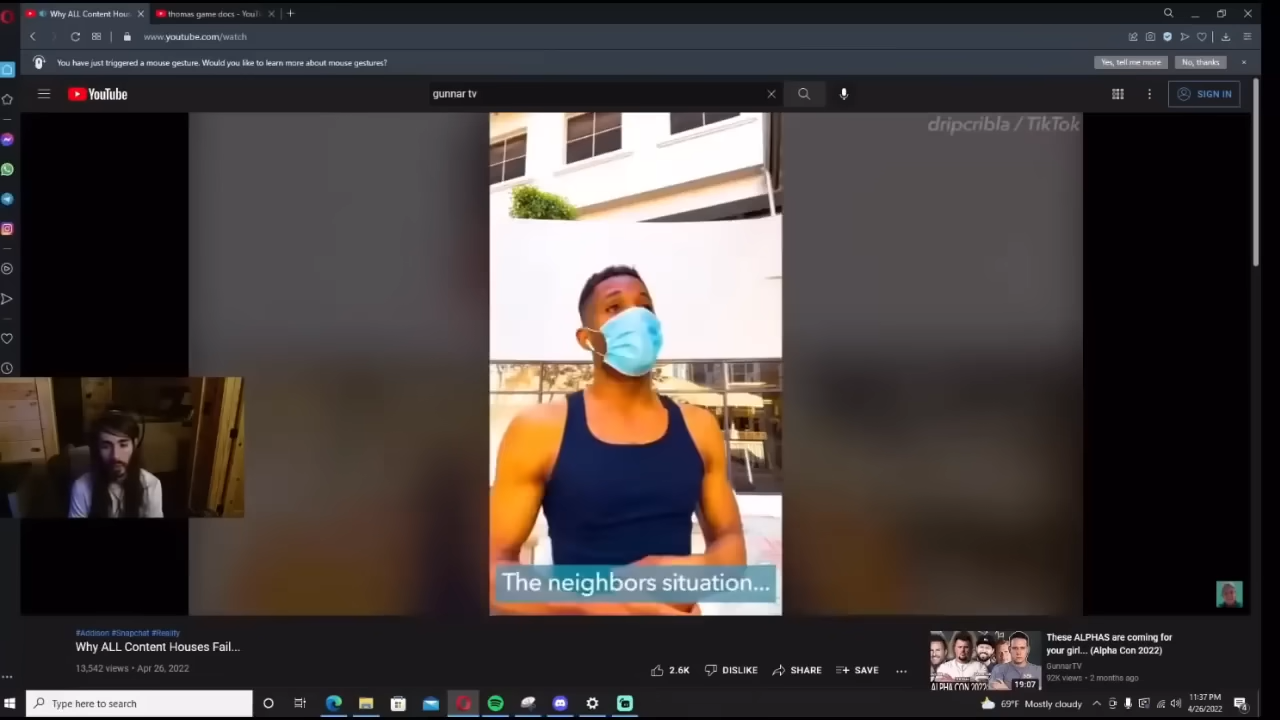 Why ALL Content Hous
thomas game docs - YouT
www.youtube.com/watch
You have just triggered a mouse gesture. Would you like to learn more about mouse gestures?
Yes, tell me more
No, thanks
YouTube
gunnar tv
SIGN IN
dripcribla / TikTok
The neighbors situation...
#Addison #Snapchat #Reality
Why ALL Content Houses Fail...
13,542 views • Apr 26, 2022
2.6K
DISLIKE
SHARE
SAVE
ALPHA CON 2022
19:07
These ALPHAS are coming for
your girl... (Alpha Con 2022)
GunnarTV
92K views • 2 months ago
Type here to search
69°F Mostly cloudy
11:37 PM
4/26/2022